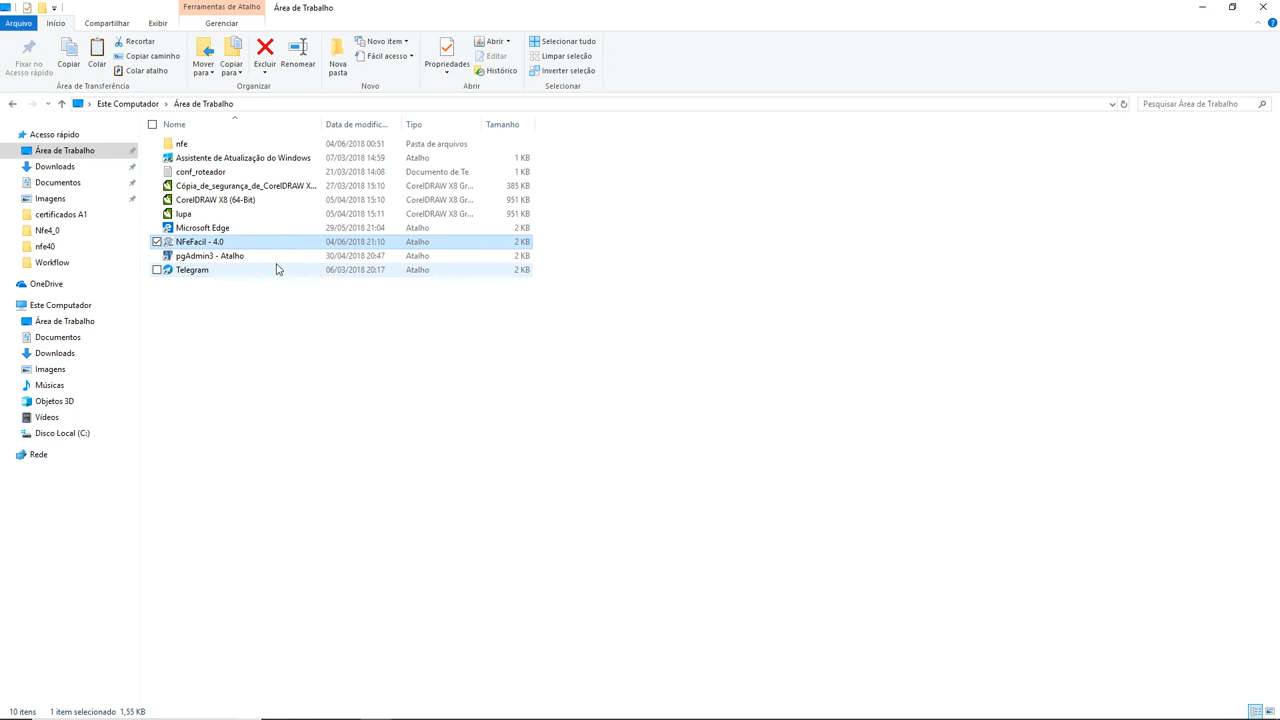 Ferramentas de Atalho
Área de Trabalho
Arquivo
Início
Compartilhar
Exibir
Gerenciar
Fixar no
Acesso rápido
Copiar
Colar
Recortar
Copiar caminho
Colar atalho
Mover
para
Copiar
para
Excluir
Renomear
Nova
pasta
Novo item
Fácil acesso
Propriedades
Abrir
Editar
Histórico
Selecionar tudo
Limpar seleção
Inverter seleção
Área de Transferência
Organizar
Novo
Abrir
Selecionar
Este Computador
Área de Trabalho
Pesquisar Área de Trabalho
Acesso rápido
Área de Trabalho
Downloads
Documentos
Imagens
certificados A1
Nfe4_0
nfe40
Workflow
OneDrive
Este Computador
Área de Trabalho
Documentos
Downloads
Imagens
Músicas
Objetos 3D
Vídeos
Disco Local (C:)
Rede
Nome Data de modific... Tipo Tamanho
nfe 04/06/2018 00:51 Pasta de arquivos
Assistente de Atualização do Windows 07/03/2018 14:59 Atalho 1 KB
conf_roteador 21/03/2018 14:08 Documento de Te 1 KB
Cópia_de_segurança_de_CorelDRAW X... 27/03/2018 15:10 CorelDRAW X8 Gr... 385 KB
CorelDRAW X8 (64-Bit) 05/04/2018 15:10 CorelDRAW X8 Gr... 951 KB
lupa 05/04/2018 15:11 CorelDRAW X8 Gr... 951 KB
Microsoft Edge 29/05/2018 21:04 Atalho 2 KB
NFeFacil - 4.0 04/06/2018 21:10 Atalho 2 KB
pgAdmin3 - Atalho 30/04/2018 20:47 Atalho 2 KB
Telegram 06/03/2018 20:17 Atalho 2 KB
10 itens 1 item selecionado 1,55 KB